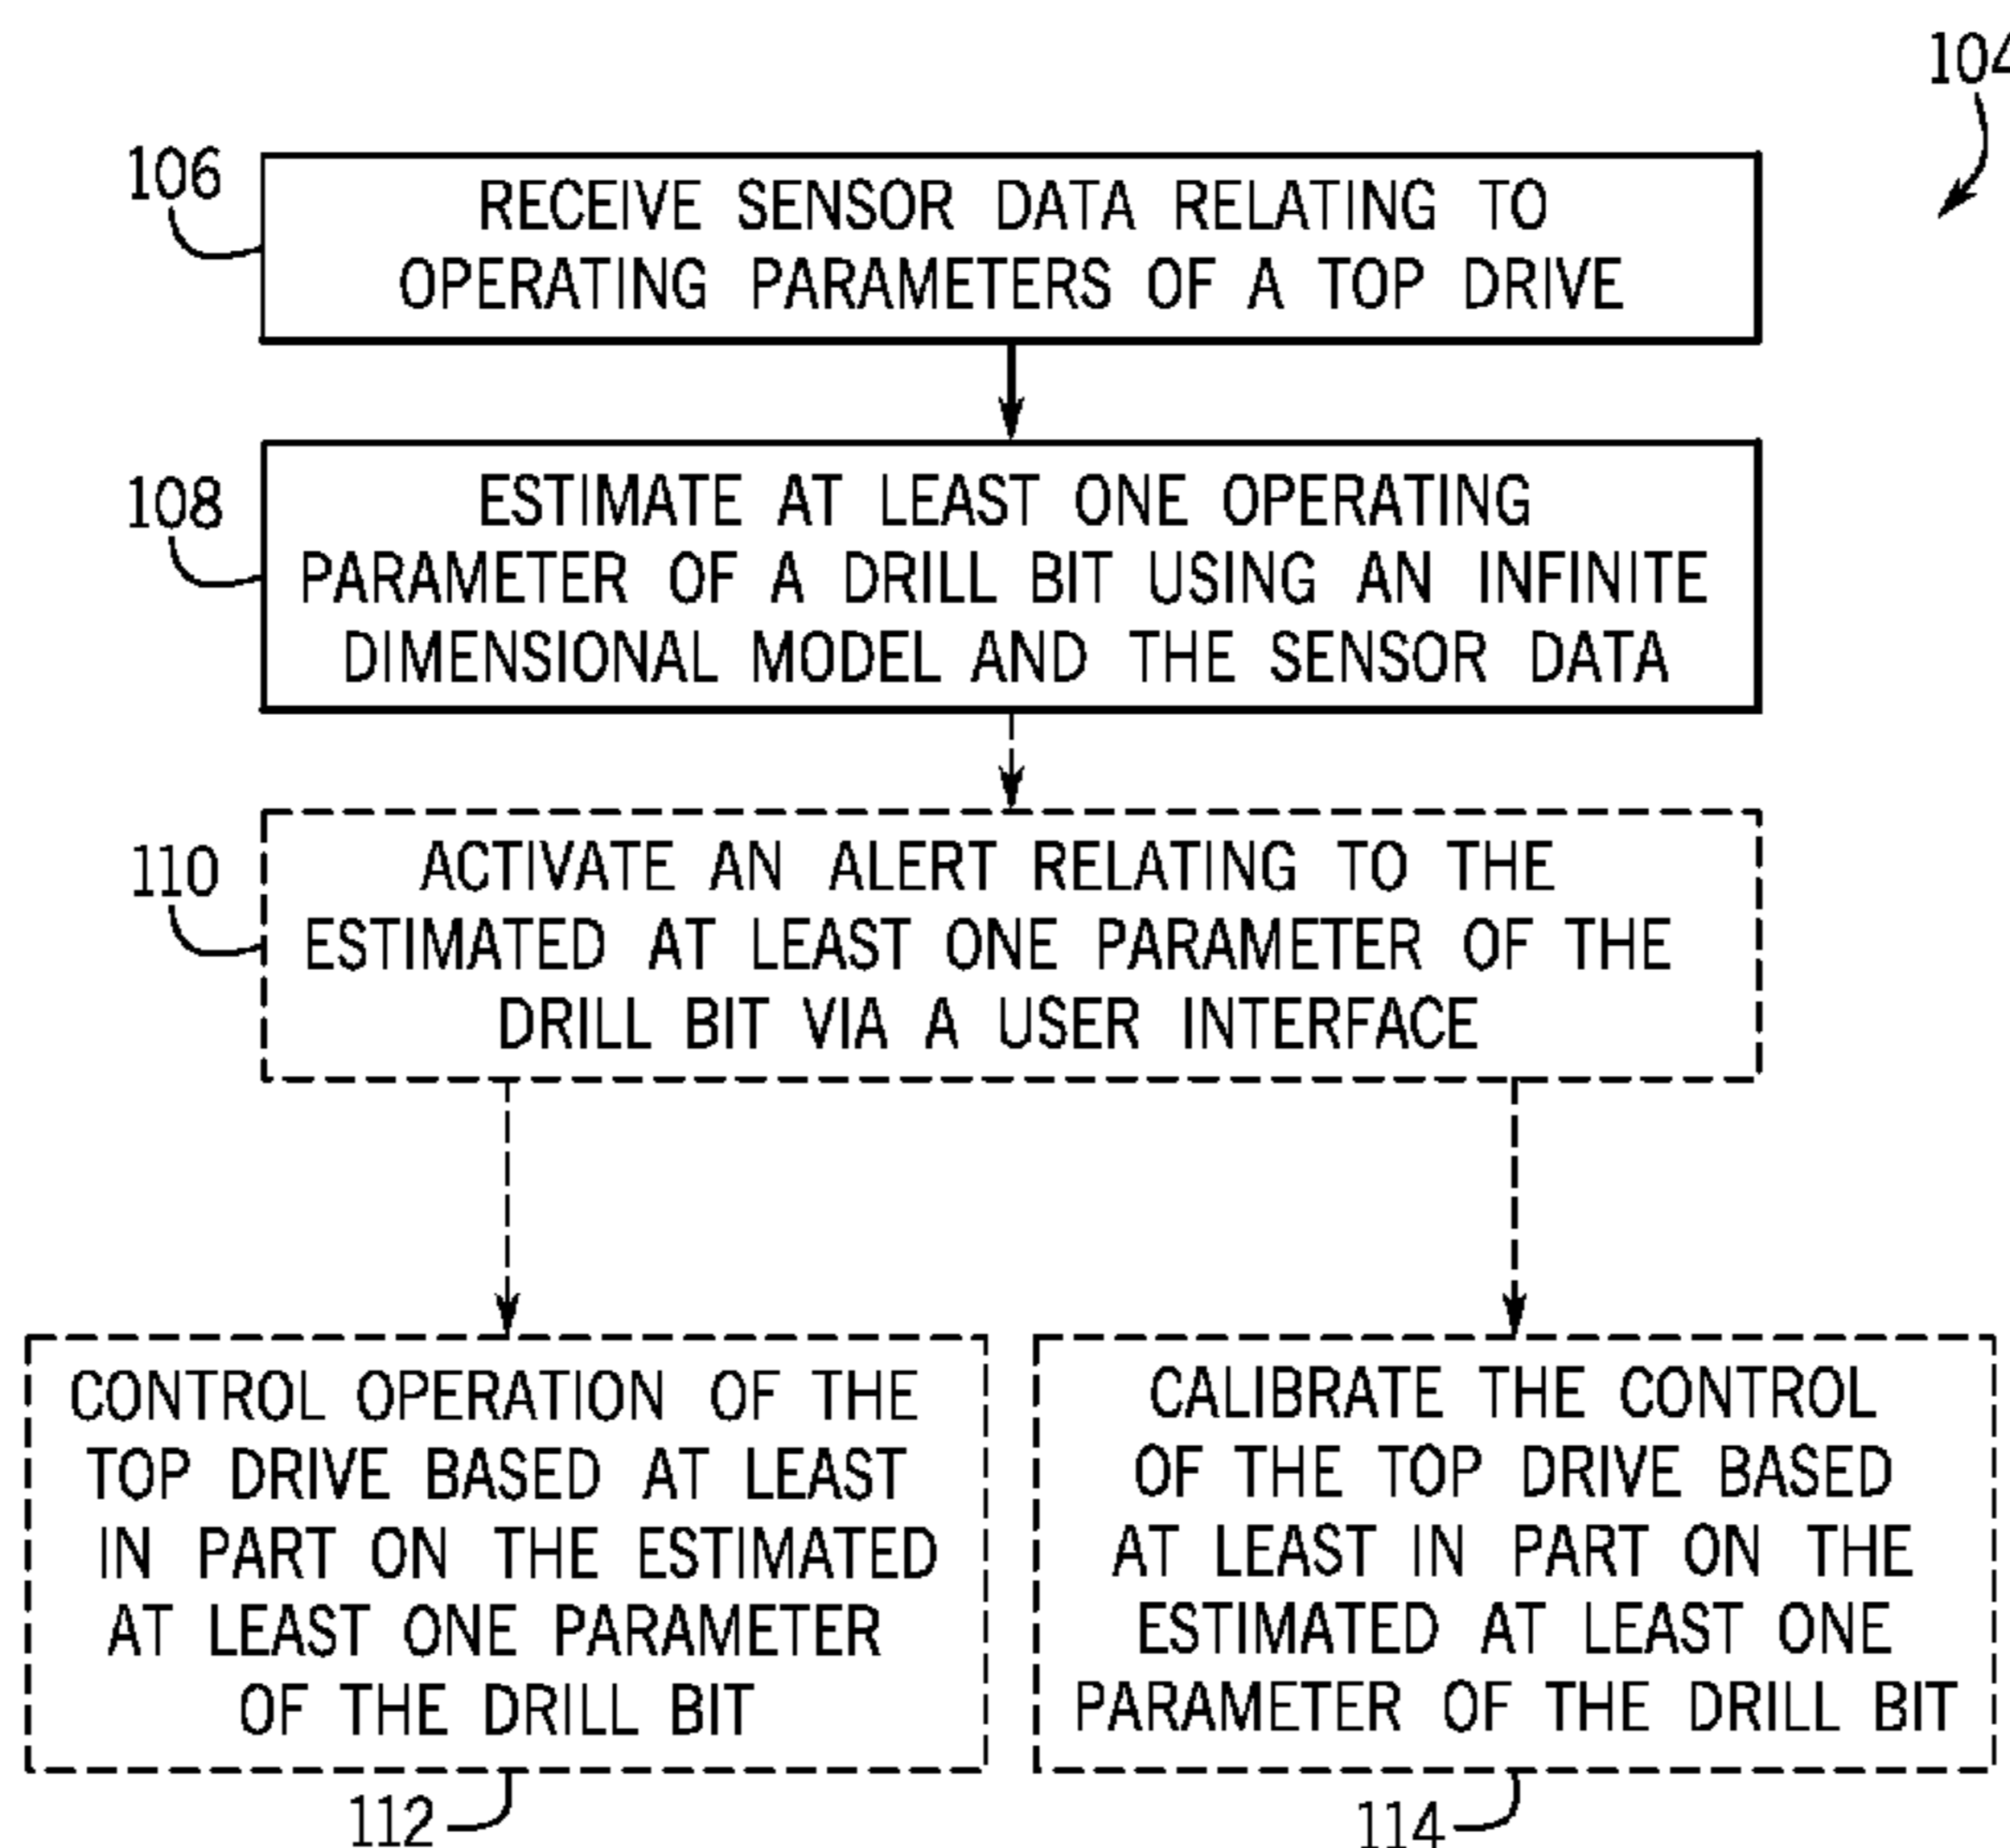 104
106
RECEIVE SENSOR DATA RELATING TO
OPERATING PARAMETERS OF A TOP DRIVE
108
ESTIMATE AT LEAST ONE OPERATING
PARAMETER OF A DRILL BIT USING AN INFINITE
DIMENSIONAL MODEL AND THE SENSOR DATA
110
ACTIVATE AN ALERT RELATING TO THE
ESTIMATED AT LEAST ONE PARAMETER OF THE
DRILL BIT VIA A USER INTERFACE
CONTROL OPERATION OF THE
TOP DRIVE BASED AT LEAST
IN PART ON THE ESTIMATED
AT LEAST ONE PARAMETER
OF THE DRILL BIT
112
CALIBRATE THE CONTROL
OF THE TOP DRIVE BASED
AT LEAST IN PART ON THE
ESTIMATED AT LEAST ONE
PARAMETER OF THE DRILL BIT
114